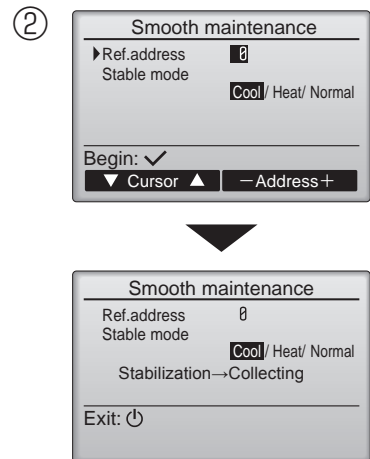 ②
Smooth maintenance
Ref.address 0
Stable mode
Cool / Heat/ Normal
Begin: ✓
▼ Cursor ▲ －Address＋
Smooth maintenance
Ref.address 0
Stable mode
Cool / Heat/ Normal
Stabilization→Collecting
Exit: ⏻